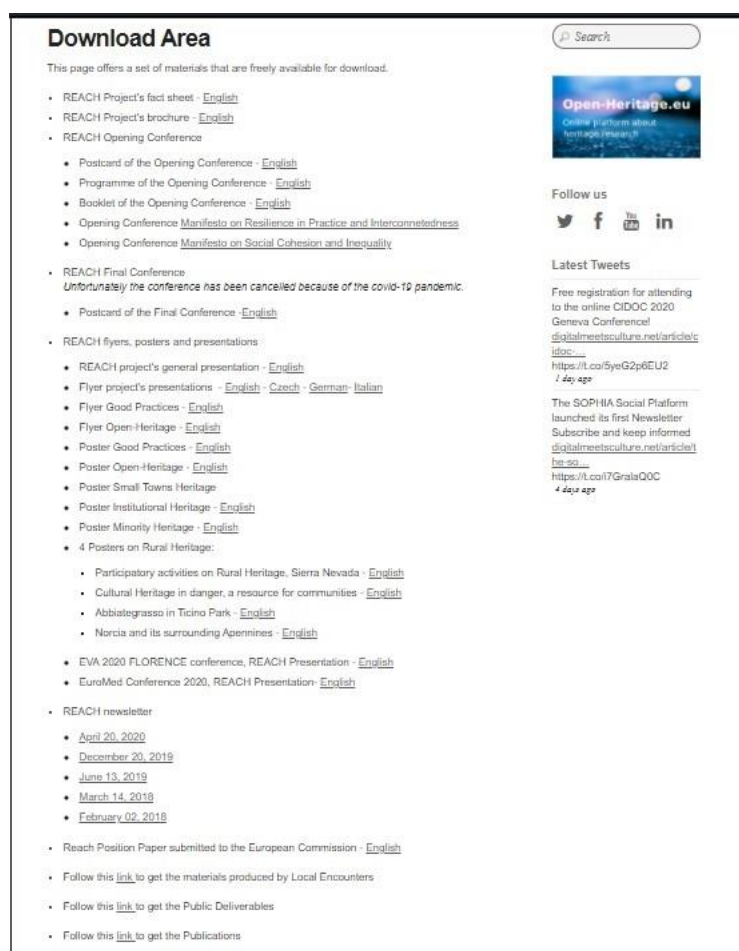 Download Area
This page offers a set of materials that are freely available for download.
REACH Project's fact sheet - English
REACH Project's brochure - English
REACH Opening Conference
Postcard of the Opening Conference - English
Programme of the Opening Conference - English
Booklet of the Opening Conference - English
Opening Conference Manifesto on Resilience in Practice and Interconnetedness
Opening Conference Manifesto on Social Cohesion and Inequality
REACH Final Conference
Unfortunately the conference has been cancelled because of the covid-19 pandemic.
Postcard of the Final Conference -English
REACH flyers, posters and presentations
REACH project's general presentation - English
Flyer project's presentations - English - Czech - German- Italian
Flyer Good Practices - English
Flyer Open-Heritage - English
Poster Good Practices - English
Poster Open-Heritage - English
Poster Small Towns Heritage
Poster Institutional Heritage - English
Poster Minority Heritage - English
4 Posters on Rural Heritage:
Participatory activities on Rural Heritage, Sierra Nevada - English
Cultural Heritage in danger, a resource for communities - English
Abbiategrasso in Ticino Park - English
Norcia and its surrounding Apennines - English
EVA 2020 FLORENCE conference, REACH Presentation - English
EuroMed Conference 2020, REACH Presentation- English
REACH newsletter
April 20, 2020
December 20, 2019
June 13, 2019
March 14, 2018
February 02, 2018
Reach Position Paper submitted to the European Commission - English
Follow this link to get the materials produced by Local Encounters
Follow this link to get the Public Deliverables
Follow this link to get the Publications
Search
Open-Heritage.eu
Online platform about
heritage research
Follow us
You
Tube
in
Latest Tweets
Free registration for attending
to the online CIDOC 2020
Geneva Conference!
digitalmeetsculture.net/article/c
idoc-…
https://t.co/5yeG2p6EU2
1 day ago
The SOPHIA Social Platform
launched its first Newsletter
Subscribe and keep informed
digitalmeetsculture.net/article/t
he-so…
https://t.co/i7GralaQ0C
4 days ago